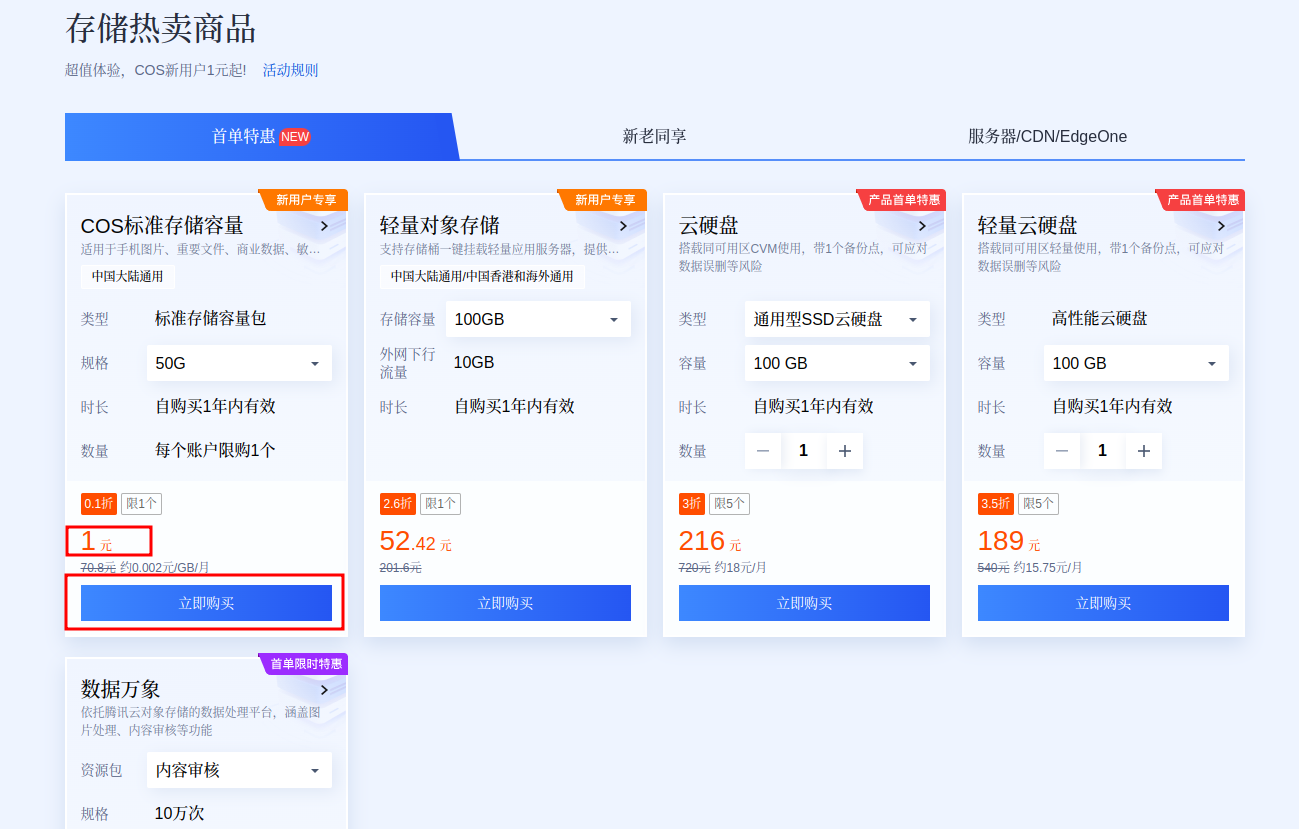 存储热卖商品
超值体验，COS新用户1元起! 活动规则
首单特惠 NEW
新老同享
服务器/CDN/EdgeOne
新用户专享
COS标准存储容量
适用于手机图片、重要文件、商业数据、敏…
中国大陆通用
类型 标准存储容量包
规格 50G
时长 自购买1年内有效
数量 每个账户限购1个
0.1折 限1个
1 元
70.8元 约0.002元/GB/月
立即购买
新用户专享
轻量对象存储
支持存储桶一键挂载轻量应用服务器，提供…
中国大陆通用/中国香港和海外通用
存储容量 100GB
外网下行
流量 10GB
时长 自购买1年内有效
2.6折 限1个
52.42 元
201.6元
立即购买
产品首单特惠
云硬盘
搭载同可用区CVM使用，带1个备份点，可应对
数据误删等风险
类型 通用型SSD云硬盘
容量 100 GB
时长 自购买1年内有效
数量 1
3折 限5个
216 元
720元 约18元/月
立即购买
产品首单特惠
轻量云硬盘
搭载同可用区轻量使用，带1个备份点，可应对
数据误删等风险
类型 高性能云硬盘
容量 100 GB
时长 自购买1年内有效
数量 1
3.5折 限5个
189 元
540元 约15.75元/月
立即购买
首单限时特惠
数据万象
依托腾讯云对象存储的数据处理平台，涵盖图
片处理、内容审核等功能
资源包 内容审核
规格 10万次